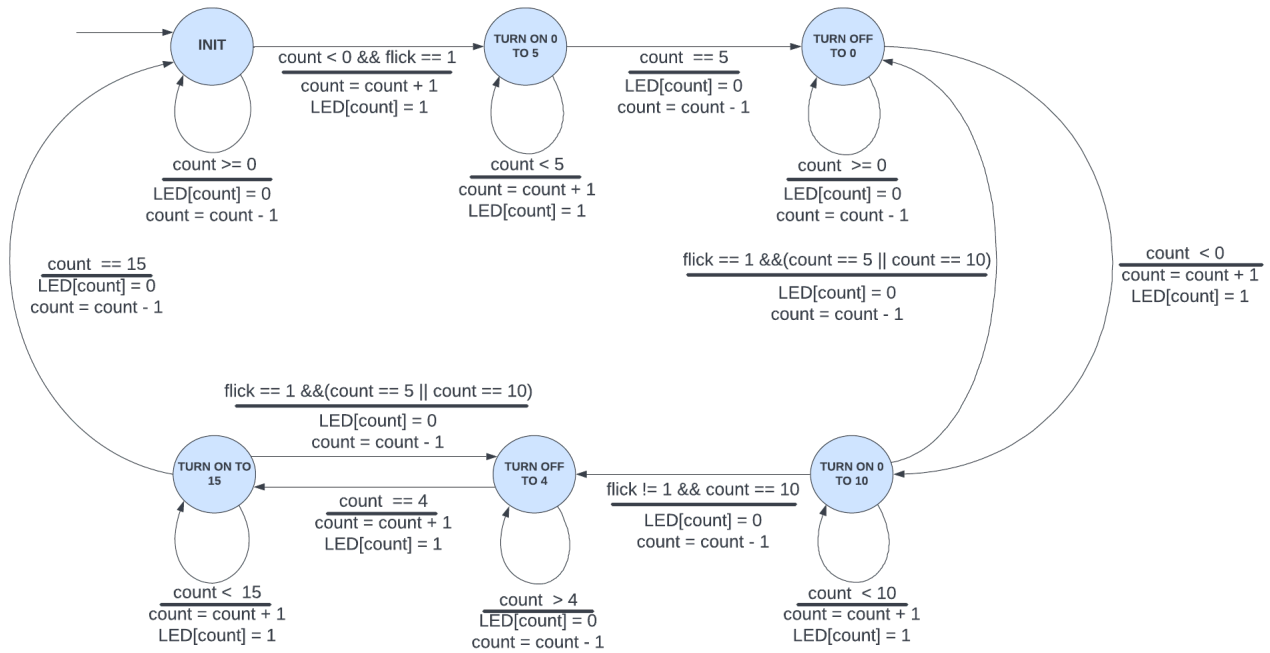 INIT
TURN ON 0
TO 5
TURN OFF
TO 0
count < 0 && flick == 1
count = count + 1
LED[count] = 1
count == 5
LED[count] = 0
count = count - 1
count >= 0
LED[count] = 0
count = count - 1
count < 5
count = count + 1
LED[count] = 1
count >= 0
LED[count] = 0
count = count - 1
count == 15
LED[count] = 0
count = count - 1
flick == 1 &&(count == 5 || count == 10)
LED[count] = 0
count = count - 1
count < 0
count = count + 1
LED[count] = 1
flick == 1 &&(count == 5 || count == 10)
LED[count] = 0
count = count - 1
TURN ON TO
15
TURN OFF
TO 4
TURN ON 0
TO 10
count == 4
count = count + 1
LED[count] = 1
flick != 1 && count == 10
LED[count] = 0
count = count - 1
count < 15
count = count + 1
LED[count] = 1
count > 4
LED[count] = 0
count = count - 1
count < 10
count = count + 1
LED[count] = 1